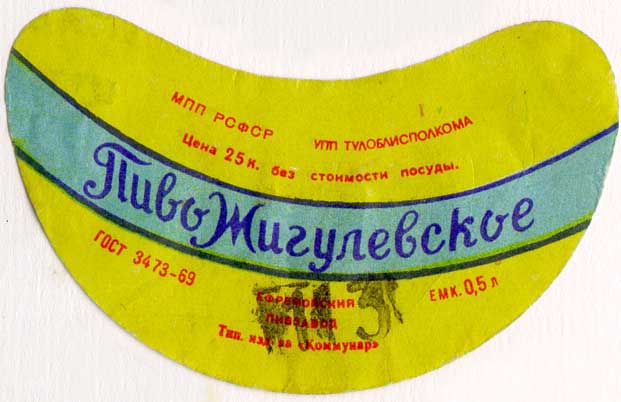 МПП РСФСР
УПП ТУЛОБЛИСПОЛКОМА
Цена 25 к. без стоимости посуды.
Пиво Жигулевское
ГОСТ 3473-69
ЕМК. 0,5 л
ЕФРЕМОВСКИЙ
ПИВЗАВОД
Тип. изд. ва «Коммунар»